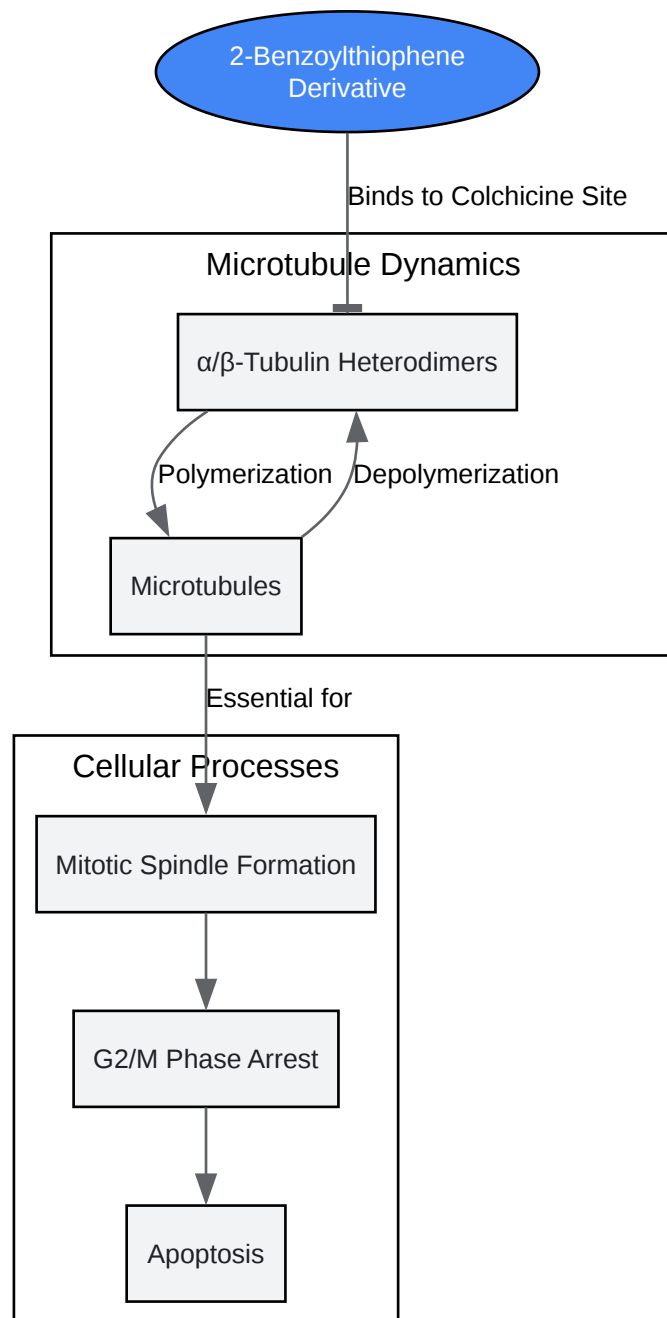 2-Benzoylthiophene
Derivative
Binds to Colchicine Site
Microtubule Dynamics
α/β-Tubulin Heterodimers
Polymerization
Depolymerization
Microtubules
Essential for
Cellular Processes
Mitotic Spindle Formation
G2/M Phase Arrest
Apoptosis